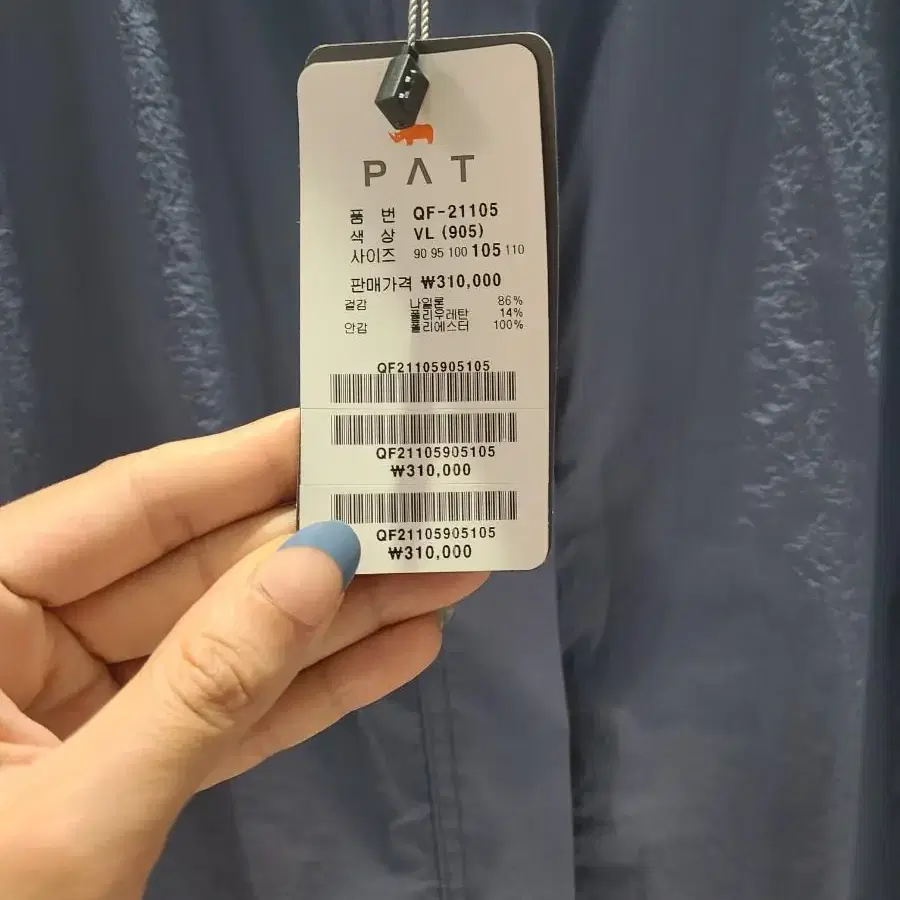 PAT
품 번 QF-21105
색 상 VL (905)
사이즈 90 95 100 105 110
판매가격 ₩310,000
겉감 나일론 86%
폴리우레탄 14%
안감 폴리에스터 100%
QF21105905105
QF21105905105
₩310,000
QF21105905105
₩310,000